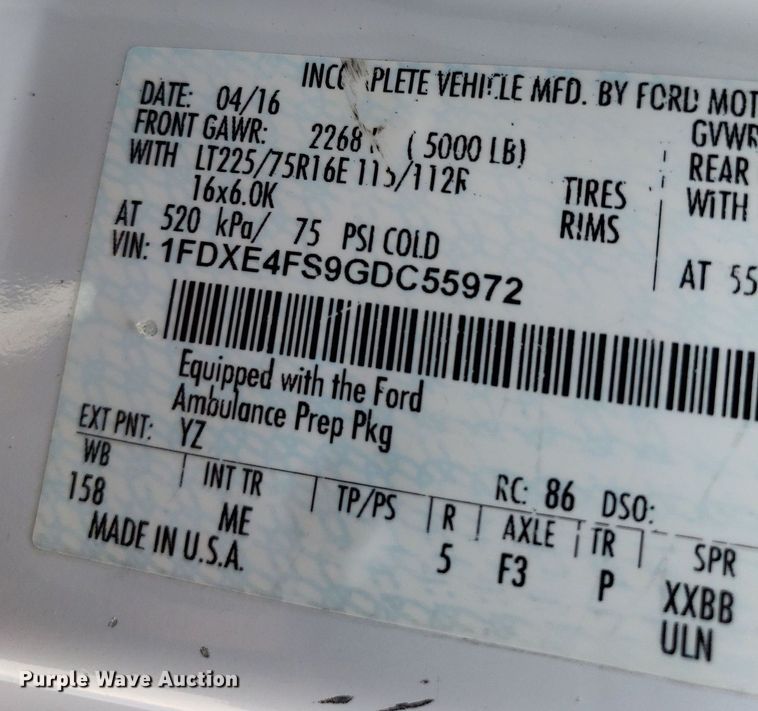 INCOMPLETE VEHICLE MFD. BY FORD MOT
DATE: 04/16
GVWR
FRONT GAWR: 2268 K ( 5000 LB)
REAR
WITH LT225/75R16E 115/112R TIRES
WITH
16x6.0K RIMS
AT 520 kPa/ 75 PSI COLD
AT 55
VIN: 1FDXE4FS9GDC55972
Equipped with the Ford
Ambulance Prep Pkg
EXT PNT: YZ RC: 86 DSO:
WB INT TR TP/PS R AXLE TR SPR
158 ME 5 F3 P XXBB
MADE IN U.S.A. ULN
Purple Wave Auction